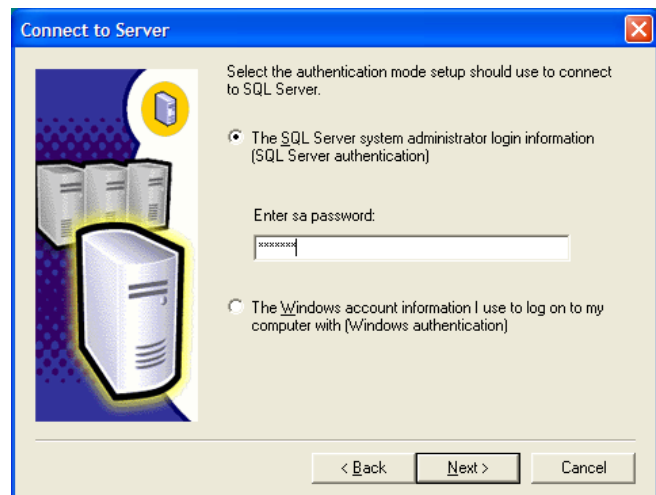 Connect to Server
Select the authentication mode setup should use to connect
to SQL Server.
The SQL Server system administrator login information
(SQL Server authentication)
Enter sa password:
×××××××
The Windows account information I use to log on to my
computer with (Windows authentication)
< Back
Next >
Cancel